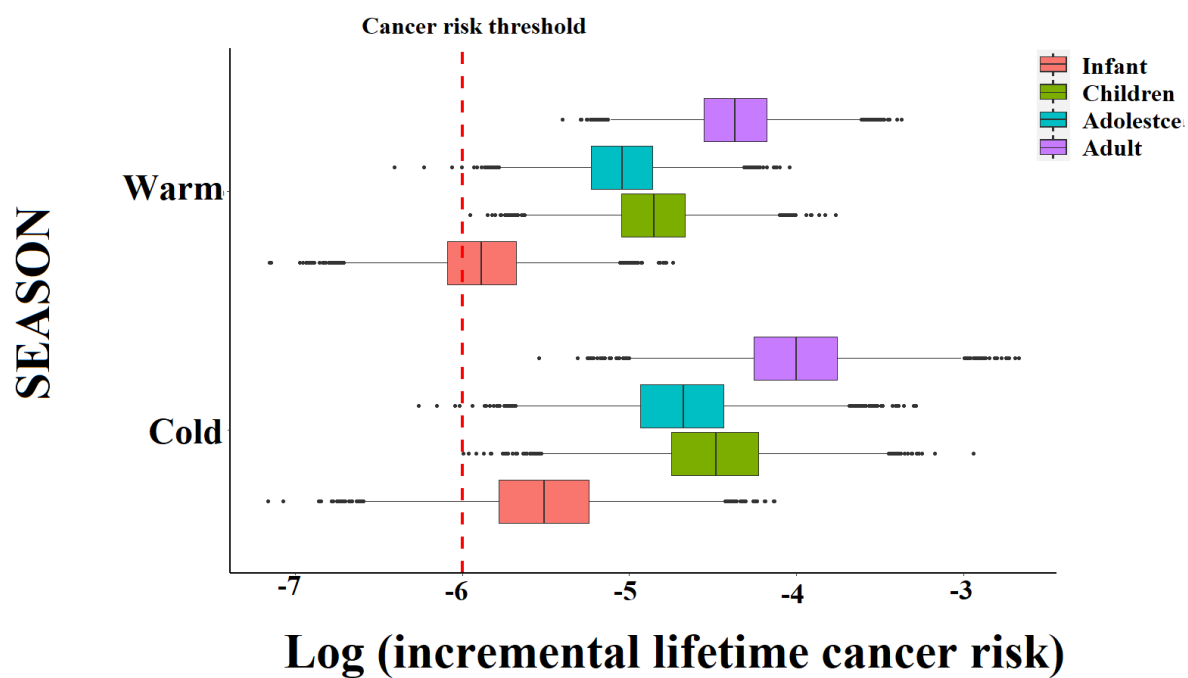 Cancer risk threshold
Infant
Children
Adolestce
Adult
Warm
SEASON
Cold
-7
-6
-5
-4
-3
Log (incremental lifetime cancer risk)